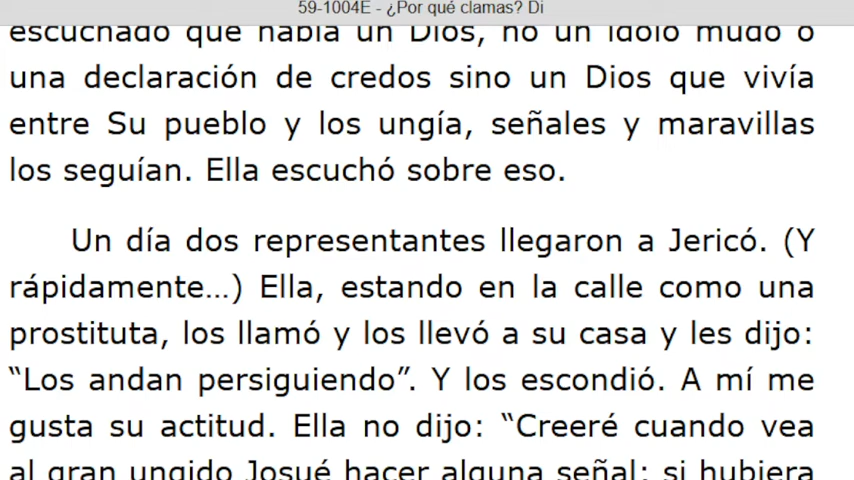 59-1004E - ¿Por qué clamas? Di
escuchado que había un Dios, no un ídolo mudo o
una declaración de credos sino un Dios que vivía
entre Su pueblo y los ungía, señales y maravillas
los seguían. Ella escuchó sobre eso.
Un día dos representantes llegaron a Jericó. (Y
rápidamente…) Ella, estando en la calle como una
prostituta, los llamó y los llevó a su casa y les dijo:
“Los andan persiguiendo”. Y los escondió. A mí me
gusta su actitud. Ella no dijo: “Creeré cuando vea
al gran ungido Josué hacer alguna señal; si hubiera